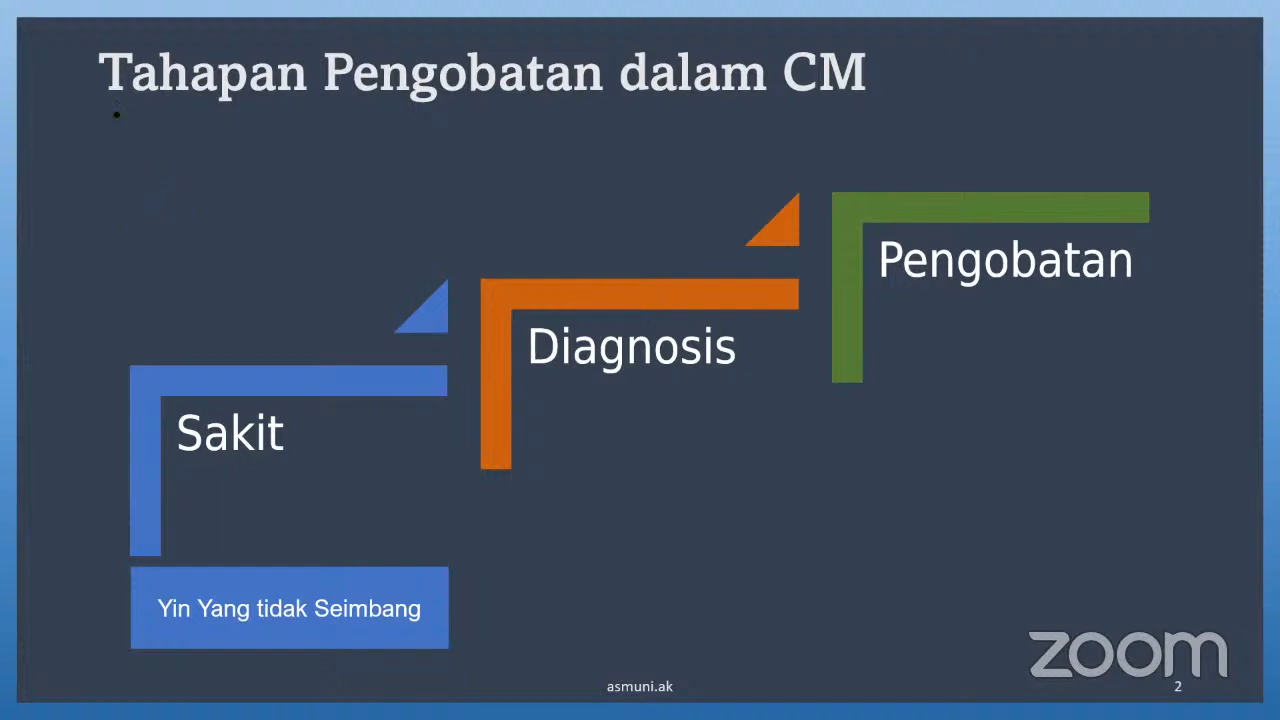 Tahapan Pengobatan dalam CM
Pengobatan
Diagnosis
Sakit
Yin Yang tidak Seimbang
zoom
asmuni.ak
2